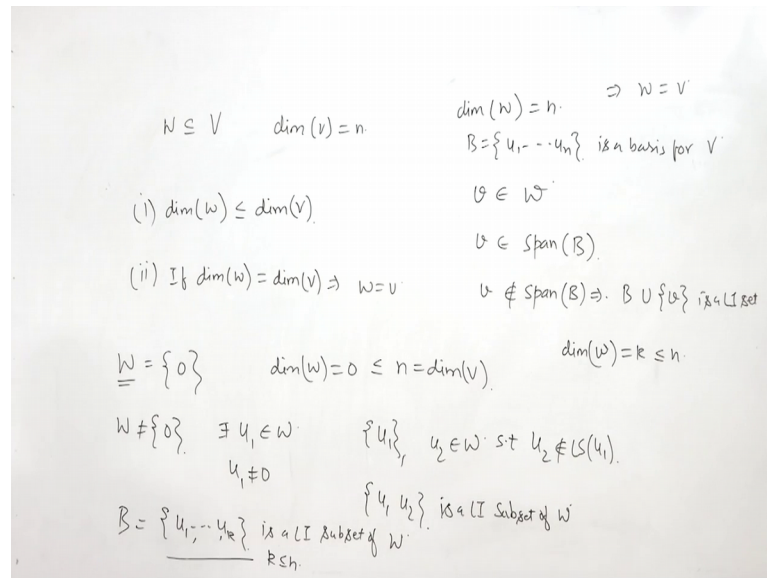 W ⊆ V    dim(V) = n.
(i) dim(W) ≤ dim(V).
(ii) If dim(W) = dim(V) ⇒ W = V
dim(W) = n.    ⇒ W = V
B = {u₁, - - - uₙ} is a basis for V
v ∈ W
v ∈ Span(B).
v ∉ Span(B) ⇒. B ∪ {v} is a LI set
W = {0}    dim(W) = 0 ≤ n = dim(V).    dim(W) = k ≤ n.
W ≠ {0}.    ∃ u₁ ∈ W    {u₁},    u₂ ∈ W s.t u₂ ∉ LS(u₁).
u₁ ≠ 0
{u₁ u₂} is a LI Subset of W
B = {u₁, -- , uₖ} is a LI subset of W.
k ≤ n.